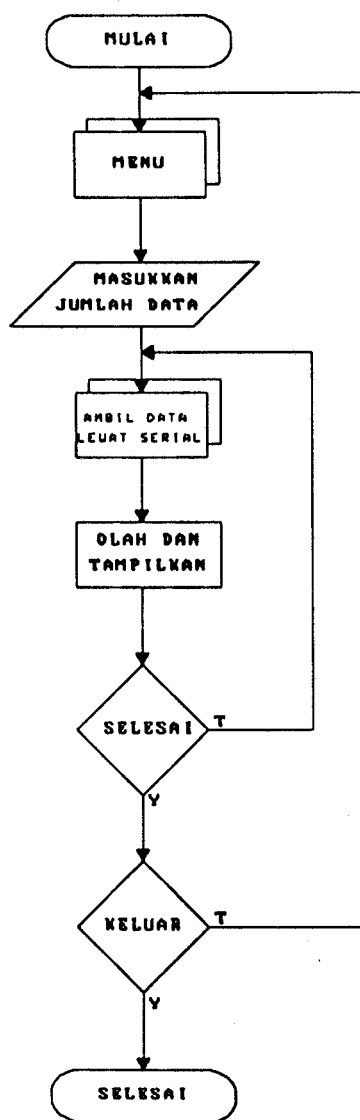 MULAI
MENU
MASUKKAN
JUMLAH DATA
AMBIL DATA
LEWAT SERIAL
OLAH DAN
TAMPILKAN
SELESAI
T
Y
KELUAR
T
Y
SELESAI